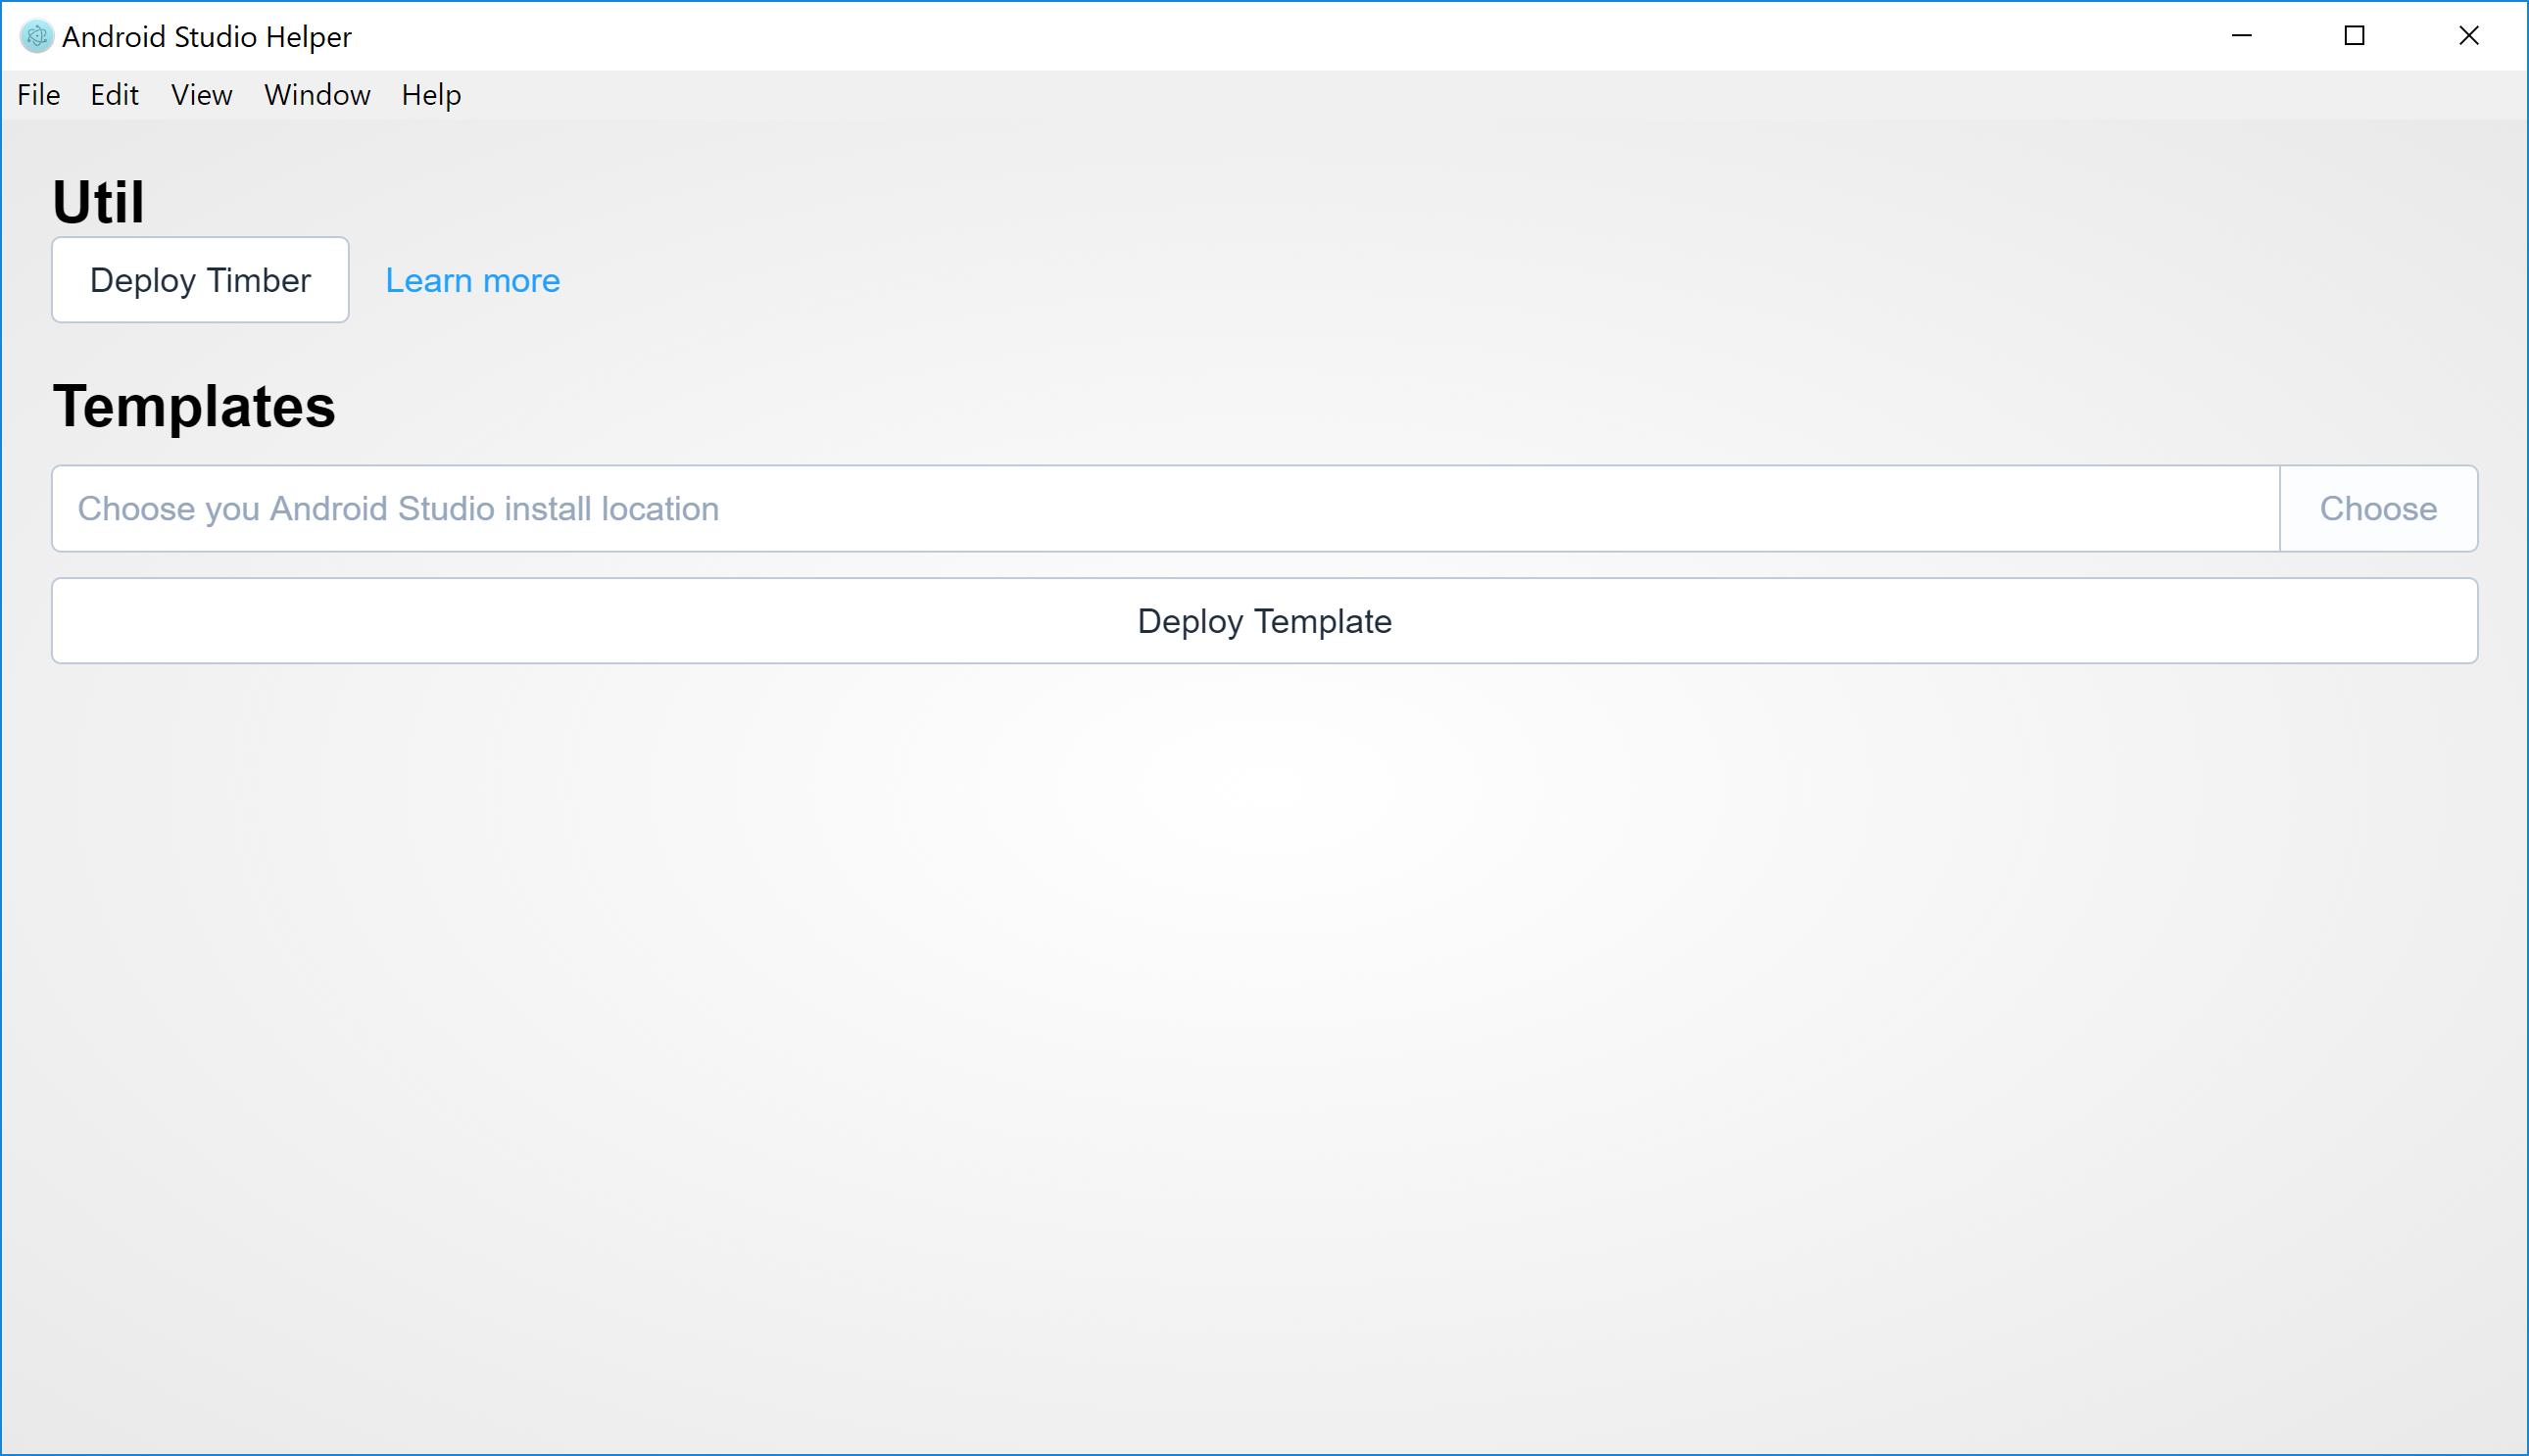 Android Studio Helper
File Edit View Window Help
Util
Deploy Timber Learn more
Templates
Choose you Android Studio install location Choose
Deploy Template